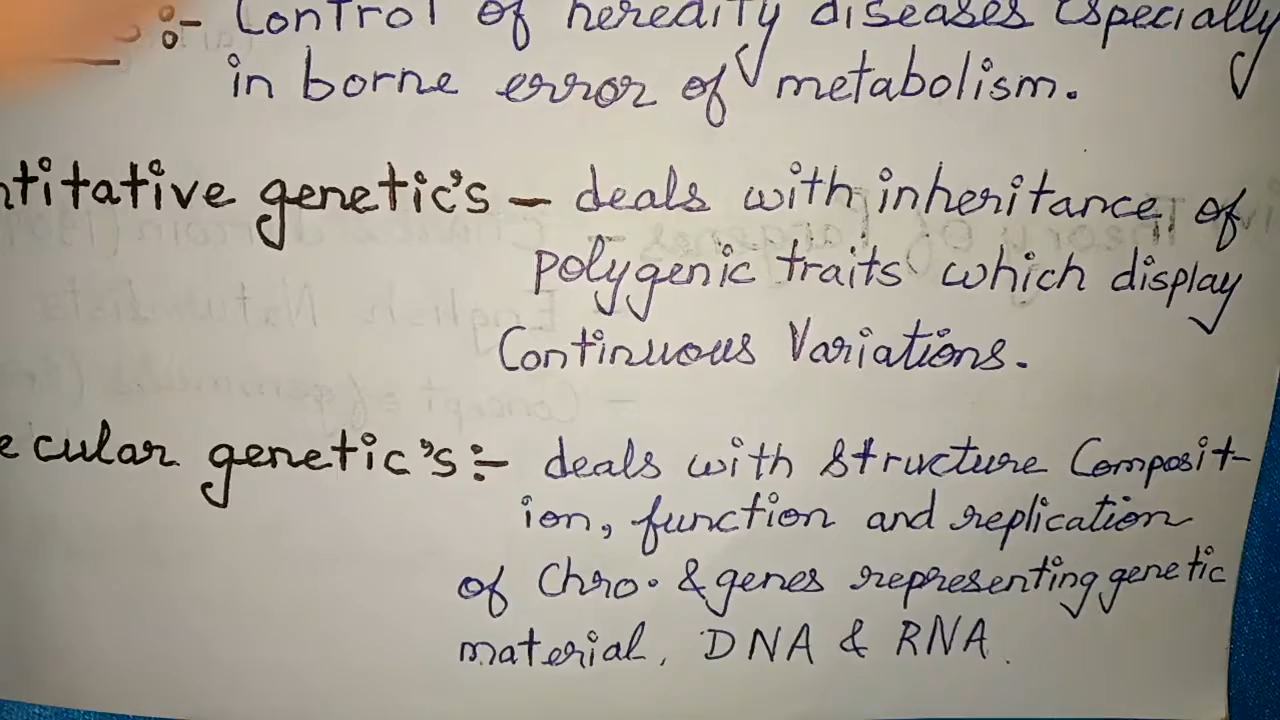 :- Control of heredity diseases Especially
in borne error of metabolism.
ntitative genetic's – deals with inheritance of
polygenic traits which display
Continuous Variations.
ecular genetic's :- deals with Structure Composit-
ion, function and replication
of Chro. & genes representing genetic
material, DNA & RNA.